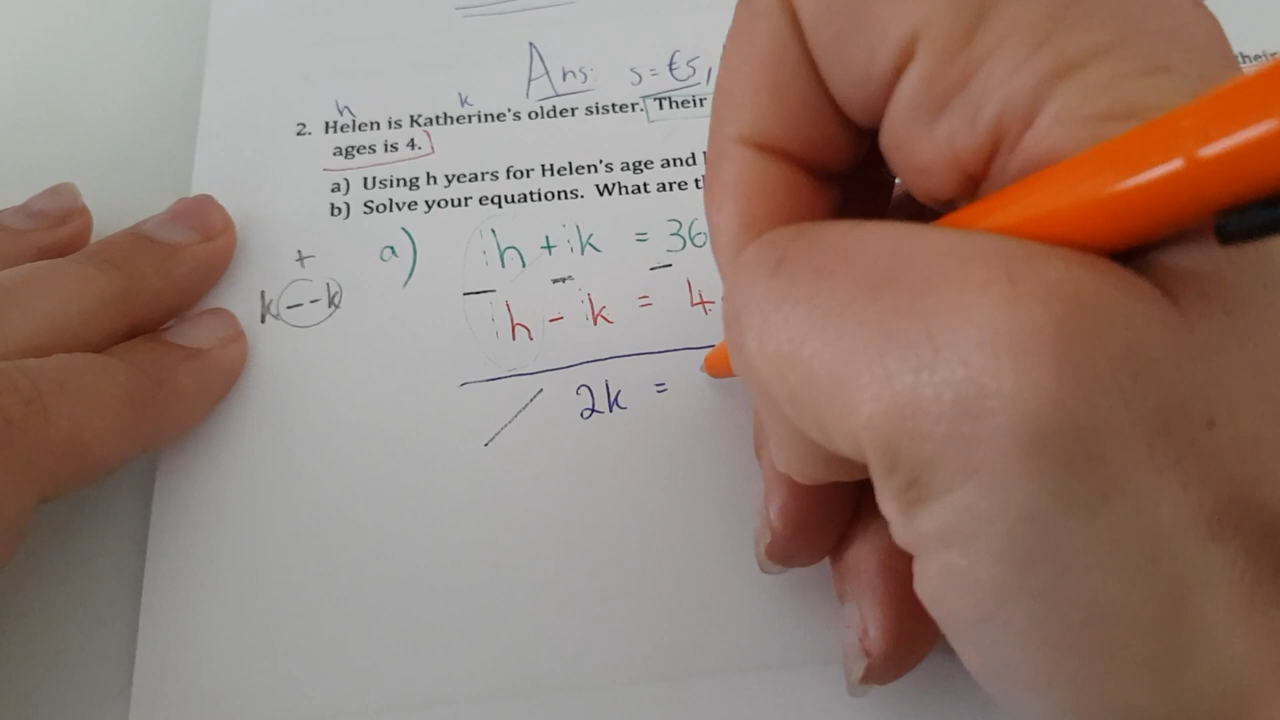 Ans: s = €5,
h k
2. Helen is Katherine's older sister. Their
ages is 4.
a) Using h years for Helen's age and
b) Solve your equations. What are
+ a) h + k = 36
k -- k
— h - k = 4
2k =